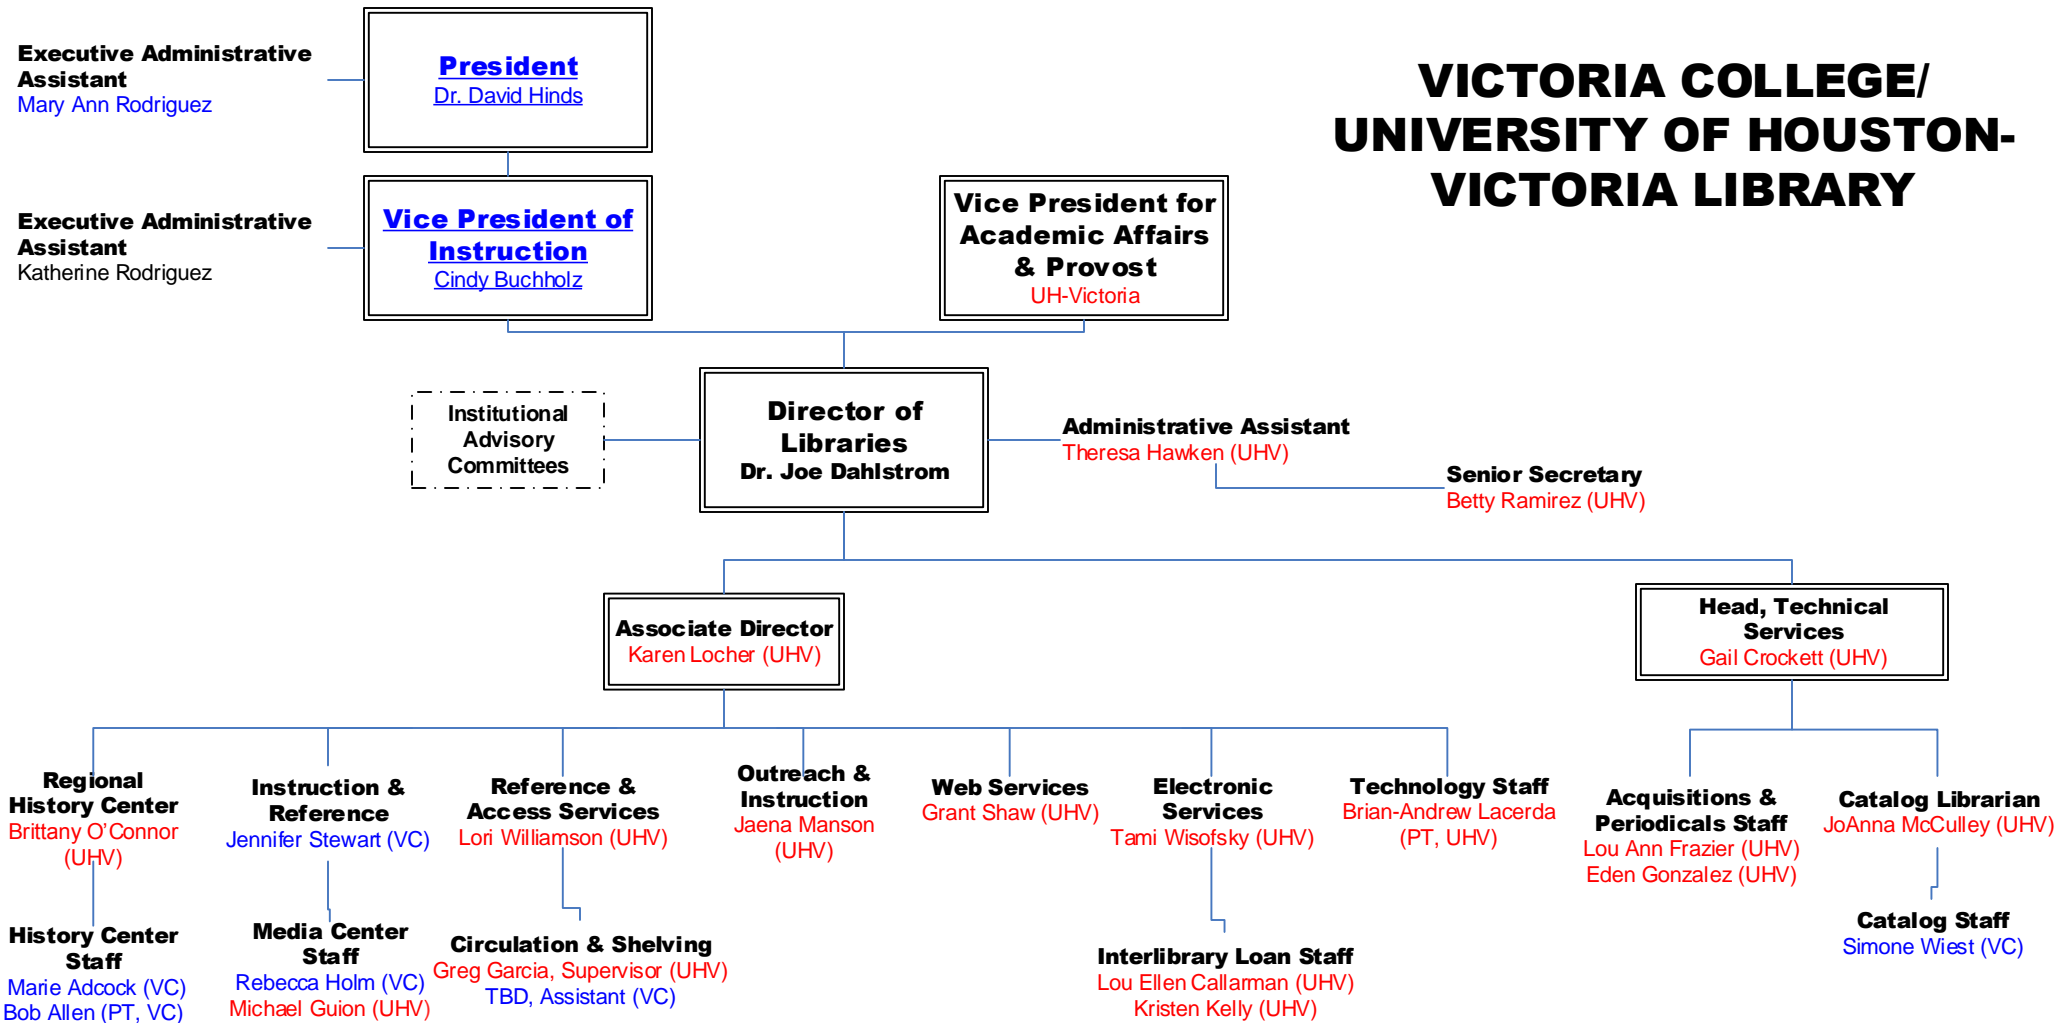 Executive Administrative
Assistant
Mary Ann Rodriguez
President
Dr. David Hinds
VICTORIA COLLEGE/
UNIVERSITY OF HOUSTON-
VICTORIA LIBRARY
Executive Administrative
Assistant
Katherine Rodriguez
Vice President of
Instruction
Cindy Buchholz
Vice President for
Academic Affairs
& Provost
UH-Victoria
Institutional
Advisory
Committees
Director of
Libraries
Dr. Joe Dahlstrom
Administrative Assistant
Theresa Hawken (UHV)
Senior Secretary
Betty Ramirez (UHV)
Associate Director
Karen Locher (UHV)
Head, Technical
Services
Gail Crockett (UHV)
Regional
History Center
Brittany O'Connor
(UHV)
Instruction &
Reference
Jennifer Stewart (VC)
Reference &
Access Services
Lori Williamson (UHV)
Outreach &
Instruction
Jaena Manson
(UHV)
Web Services
Grant Shaw (UHV)
Electronic
Services
Tami Wisofsky (UHV)
Technology Staff
Brian-Andrew Lacerda
(PT, UHV)
Acquisitions &
Periodicals Staff
Lou Ann Frazier (UHV)
Eden Gonzalez (UHV)
Catalog Librarian
JoAnna McCulley (UHV)
History Center
Staff
Marie Adcock (VC)
Bob Allen (PT, VC)
Media Center
Staff
Rebecca Holm (VC)
Michael Guion (UHV)
Circulation & Shelving
Greg Garcia, Supervisor (UHV)
TBD, Assistant (VC)
Interlibrary Loan Staff
Lou Ellen Callarman (UHV)
Kristen Kelly (UHV)
Catalog Staff
Simone Wiest (VC)